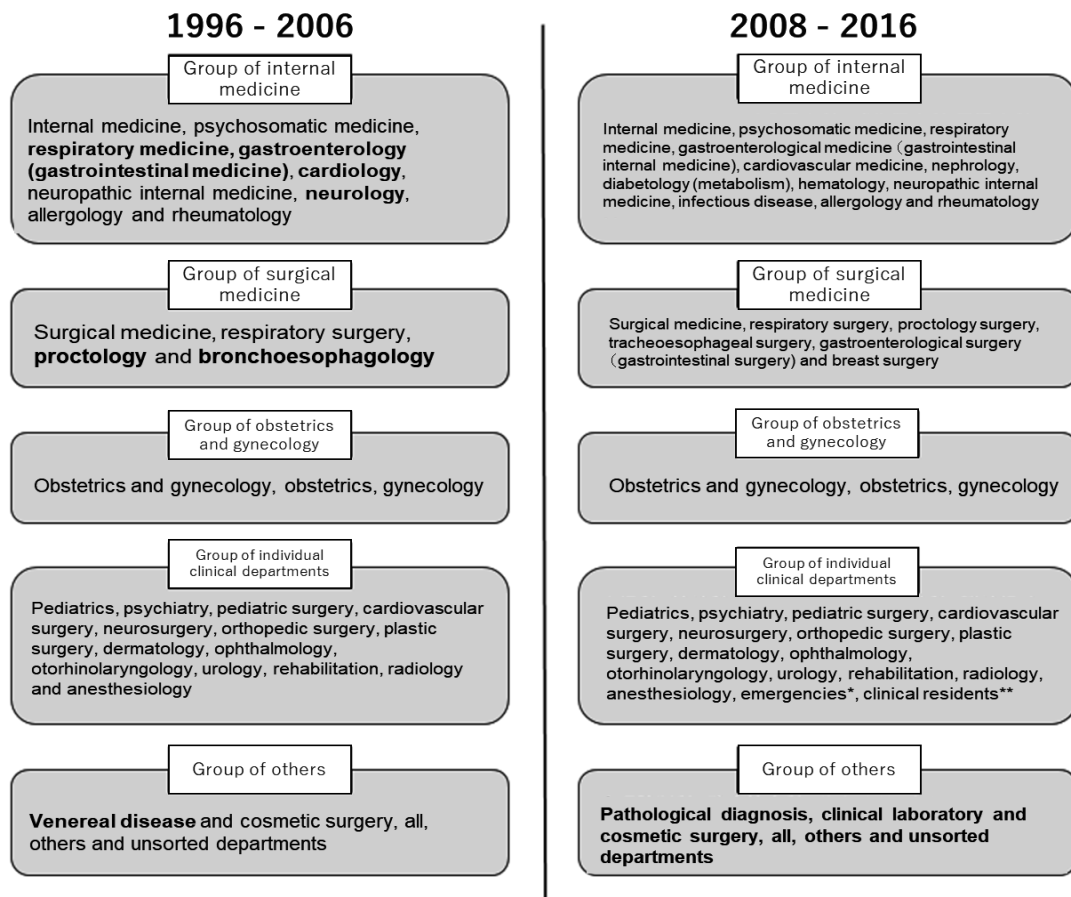 1996 - 2006
Group of internal
medicine
Internal medicine, psychosomatic medicine,
respiratory medicine, gastroenterology
(gastrointestinal medicine), cardiology,
neuropathic internal medicine, neurology,
allergology and rheumatology
Group of surgical
medicine
Surgical medicine, respiratory surgery,
proctology and bronchoesophagology
Group of obstetrics
and gynecology
Obstetrics and gynecology, obstetrics, gynecology
Group of individual
clinical departments
Pediatrics, psychiatry, pediatric surgery, cardiovascular
surgery, neurosurgery, orthopedic surgery, plastic
surgery, dermatology, ophthalmology,
otorhinolaryngology, urology, rehabilitation, radiology
and anesthesiology
Group of others
Venereal disease and cosmetic surgery, all,
others and unsorted departments
2008 - 2016
Group of internal
medicine
Internal medicine, psychosomatic medicine, respiratory
medicine, gastroenterological medicine（gastrointestinal
internal medicine), cardiovascular medicine, nephrology,
diabetology (metabolism), hematology, neuropathic internal
medicine, infectious disease, allergology and rheumatology
Group of surgical
medicine
Surgical medicine, respiratory surgery, proctology surgery,
tracheoesophageal surgery, gastroenterological surgery
（gastrointestinal surgery) and breast surgery
Group of obstetrics
and gynecology
Obstetrics and gynecology, obstetrics, gynecology
Group of individual
clinical departments
Pediatrics, psychiatry, pediatric surgery, cardiovascular
surgery, neurosurgery, orthopedic surgery, plastic
surgery, dermatology, ophthalmology,
otorhinolaryngology, urology, rehabilitation, radiology,
anesthesiology, emergencies*, clinical residents**
Group of others
Pathological diagnosis, clinical laboratory and
cosmetic surgery, all, others and unsorted
departments